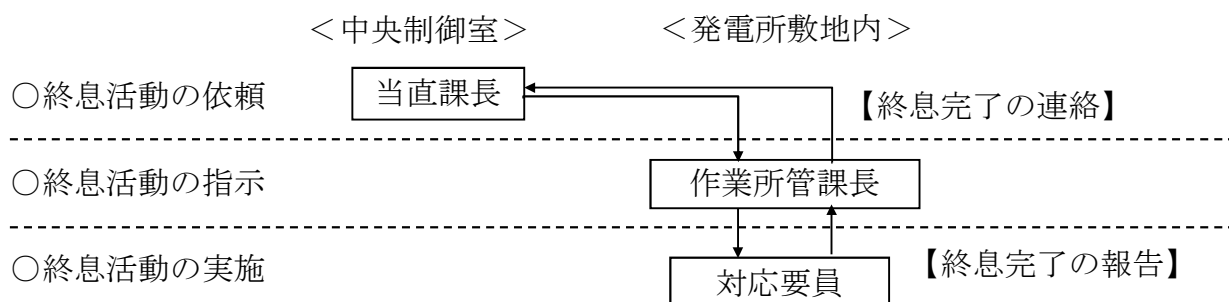 ＜中央制御室＞ ＜発電所敷地内＞
○終息活動の依頼 当直課長 【終息完了の連絡】
○終息活動の指示 作業所管課長
○終息活動の実施 対応要員 【終息完了の報告】